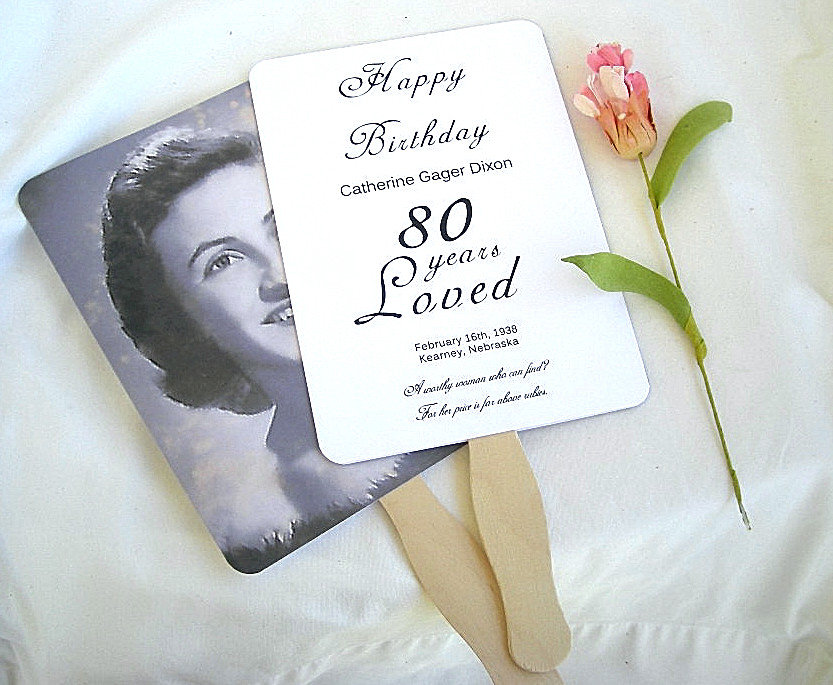 Happy
Birthday
Catherine Gager Dixon
80
years
Loved
February 16th, 1938
Kearney, Nebraska
A worthy woman who can find?
For her price is far above rubies.